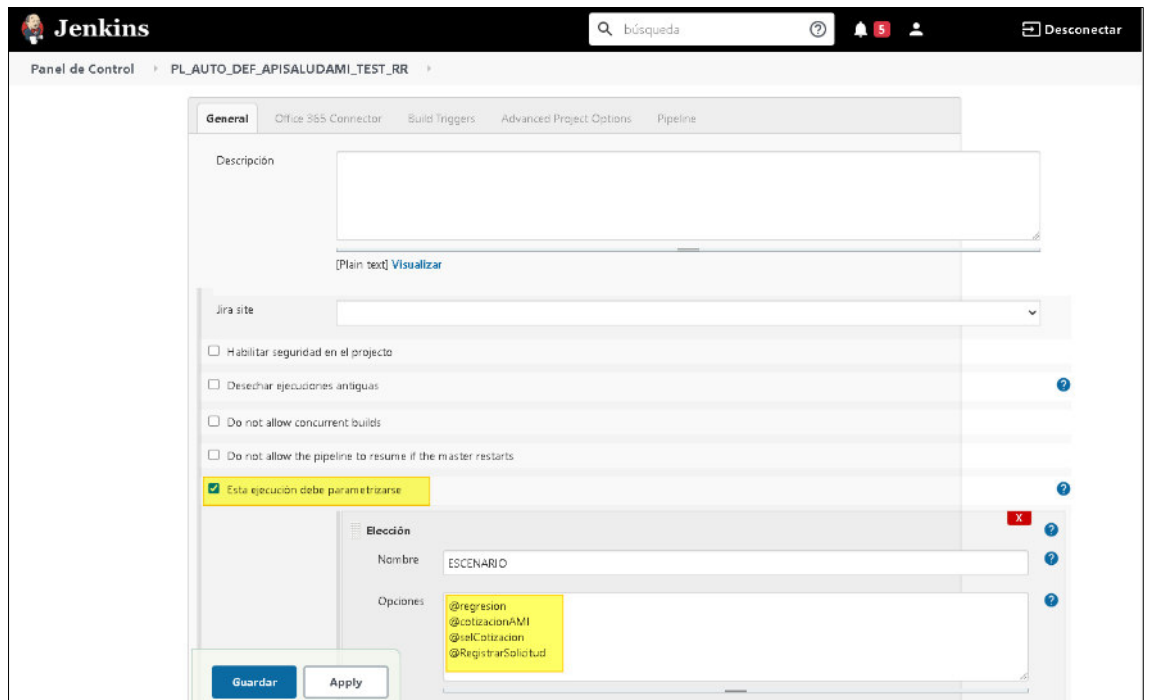 Jenkins búsqueda 5 Desconectar
Panel de Control PL_AUTO_DEF_APISALUDAMI_TEST_RR
General Office 365 Connector Build Triggers Advanced Project Options Pipeline
Descripción
[Plain text] Visualizar
Jira site
Habilitar seguridad en el projecto
Desechar ejecuciones antiguas
Do not allow concurrent builds
Do not allow the pipeline to resume if the master restarts
Esta ejecución debe parametrizarse
X
Elección
Nombre ESCENARIO
Opciones @regresion
@cotizacionAMI
@selCotizacion
@RegistrarSolicitud
Guardar Apply